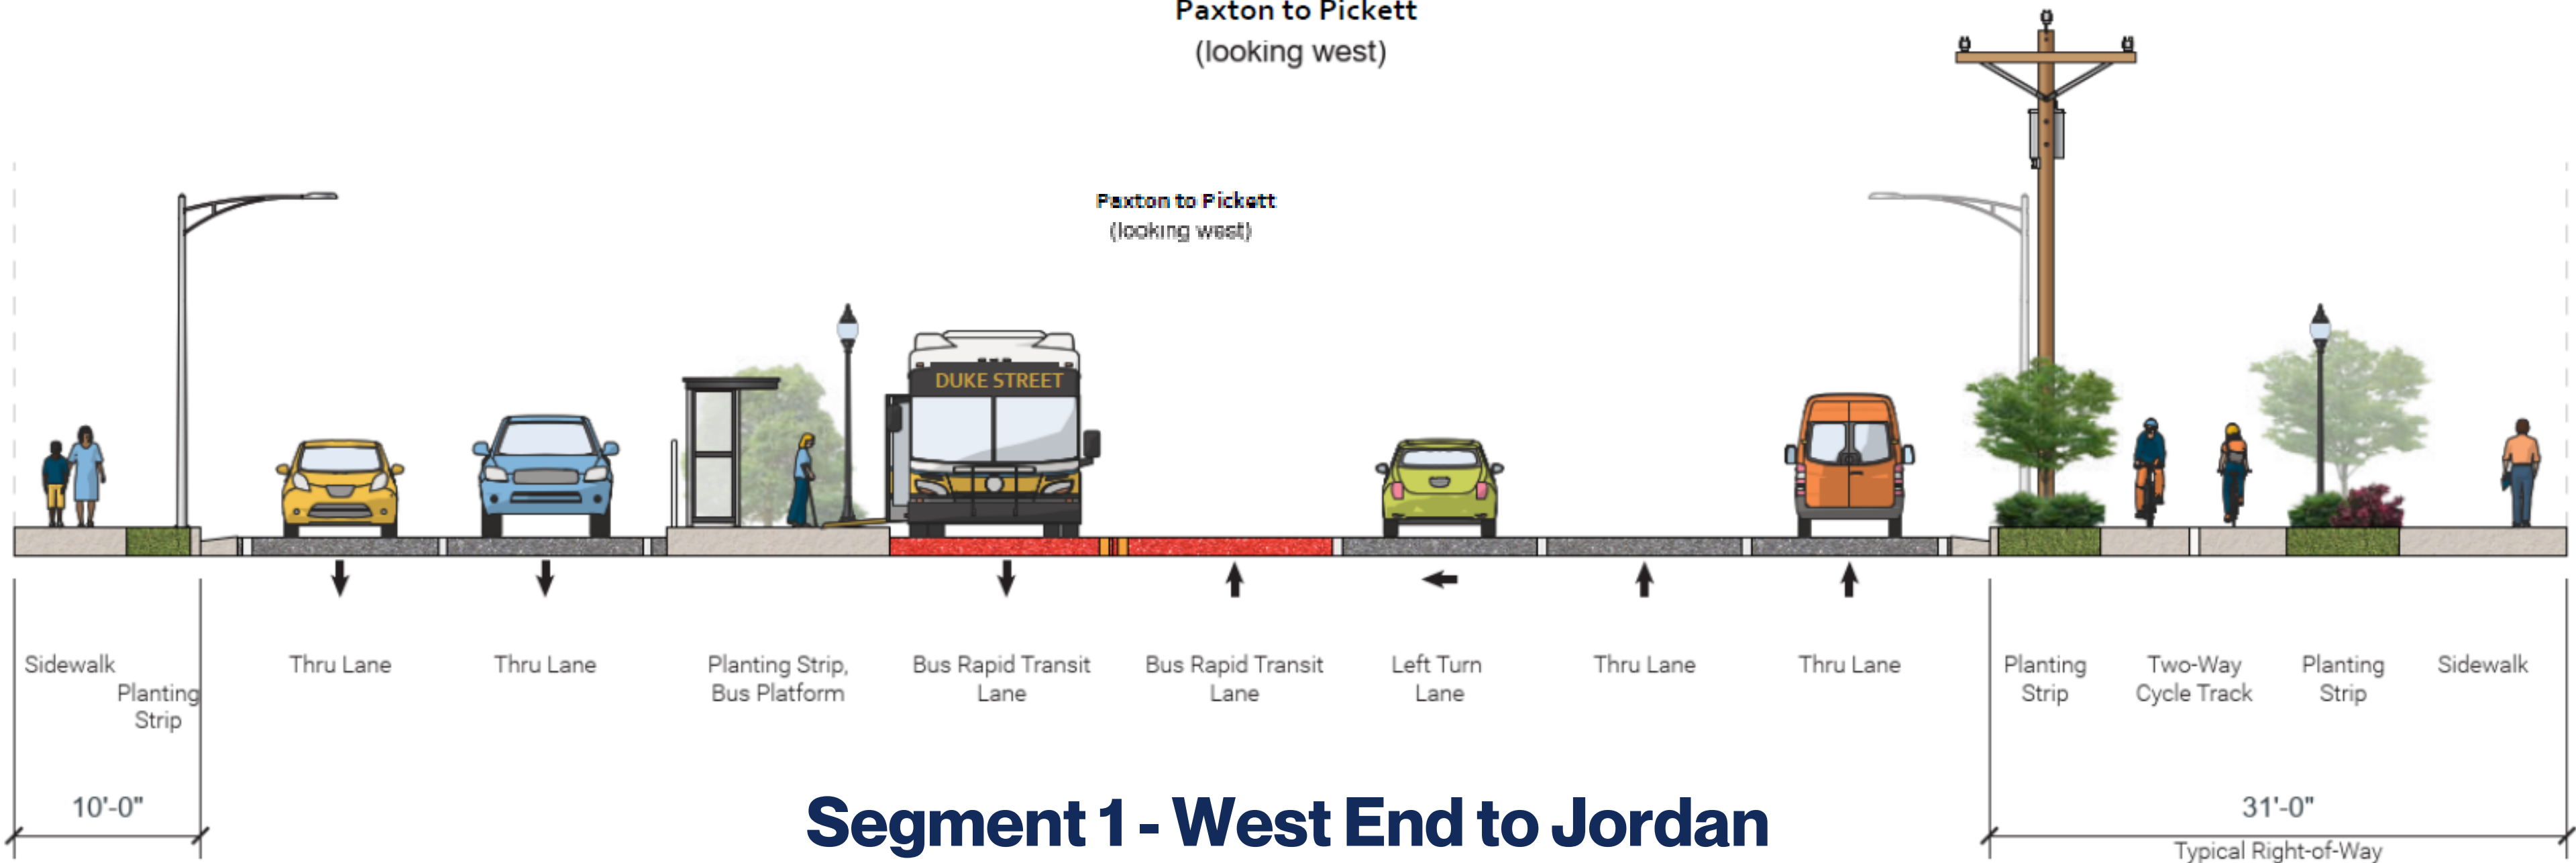 Paxton to Pickett
(looking west)
Paxton to Pickett
(looking west)
DUKE STREET
Sidewalk
Planting
Strip
Thru Lane
Thru Lane
Planting Strip,
Bus Platform
Bus Rapid Transit
Lane
Bus Rapid Transit
Lane
Left Turn
Lane
Thru Lane
Thru Lane
Planting
Strip
Two-Way
Cycle Track
Planting
Strip
Sidewalk
10'-0"
31'-0"
Segment 1 - West End to Jordan
Typical Right-of-Way